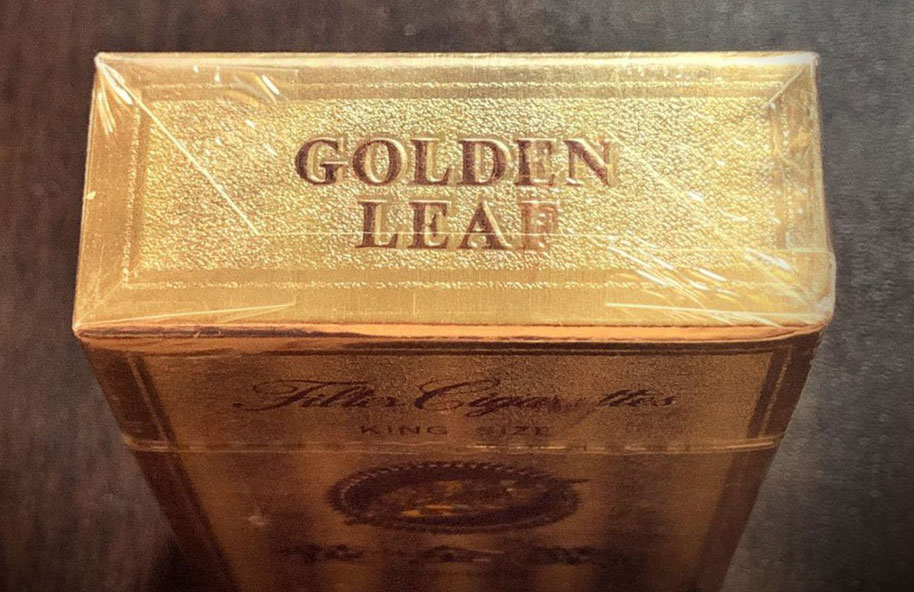 GOLDEN
LEAF
Filter Cigarettes
KING SIZE